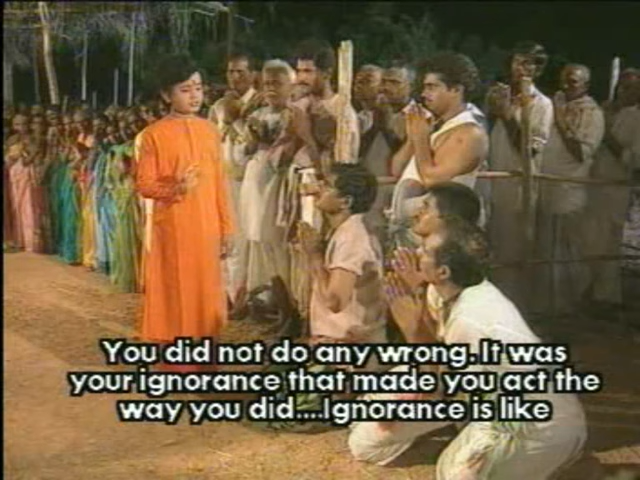 You did not do any wrong. It was
your ignorance that made you act the
way you did....Ignorance is like